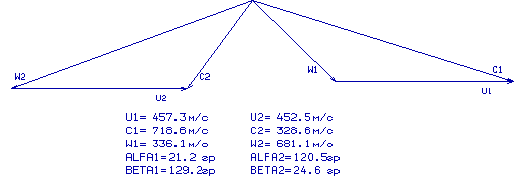 W2 C2 W1 C1
U2 U1
U1= 457.3м/с U2= 452.5м/с
C1= 718.6м/с C2= 328.6м/с
W1= 336.1м/с W2= 681.1м/с
ALFA1=21.2 гр ALFA2=120.5гр
BETA1=129.2гр BETA2=24.6 гр